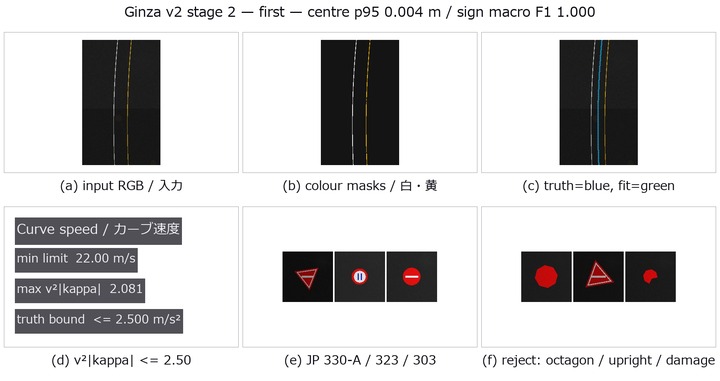 Ginza v2 stage 2 — first — centre p95 0.004 m / sign macro F1 1.000
(a) input RGB / 入力
(b) colour masks / 白・黄
(c) truth=blue, fit=green
Curve speed / カーブ速度
min limit 22.00 m/s
max v²|kappa| 2.081
truth bound <= 2.500 m/s²
(d) v²|kappa| <= 2.50
(e) JP 330-A / 323 / 303
(f) reject: octagon / upright / damage